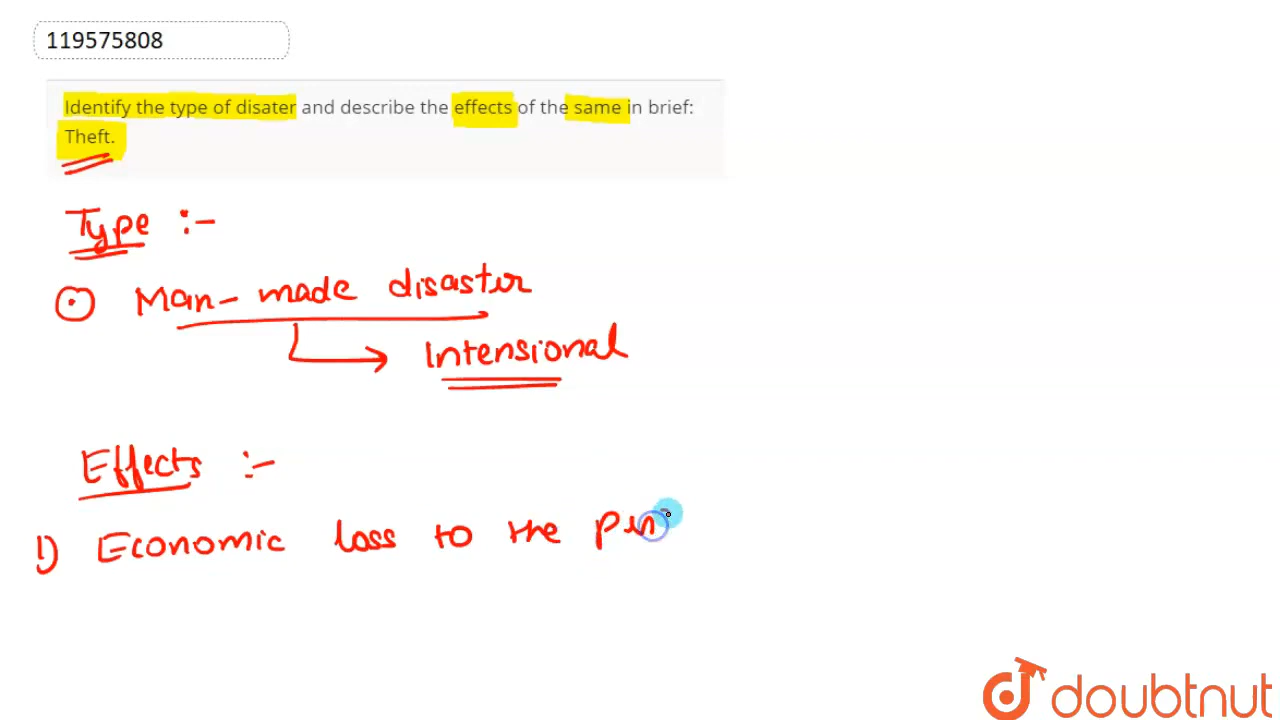 119575808
Identify the type of disater and describe the effects of the same in brief:
Theft.
Type :-
Man-made disaster
Intensional
Effects :-
1) Economic loss to the
doubtnut